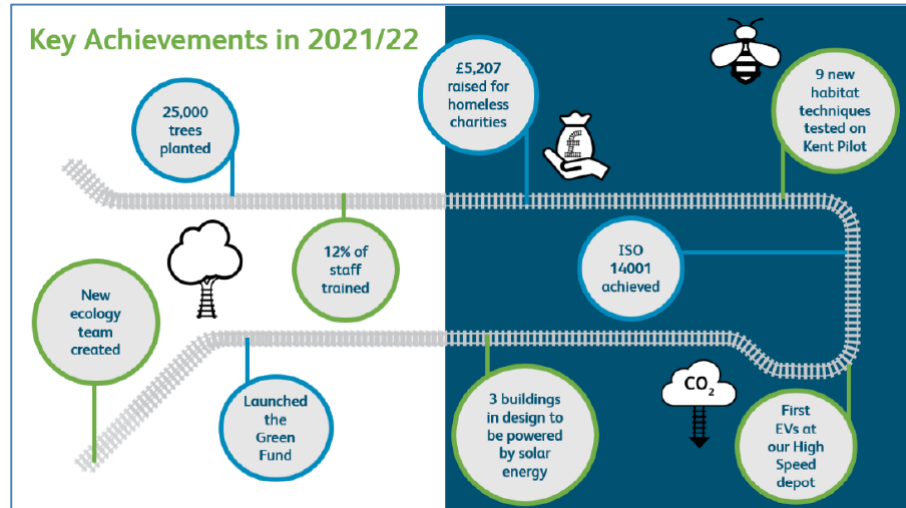 Key Achievements in 2021/22
25,000
trees
planted
£5,207
raised for
homeless
charities
£
9 new
habitat
techniques
tested on
Kent Pilot
12% of
staff
trained
ISO
14001
achieved
New
ecology
team
created
Launched
the
Green
Fund
3 buildings
in design to
be powered
by solar
energy
CO₂
First
EVs at
our High
Speed
depot